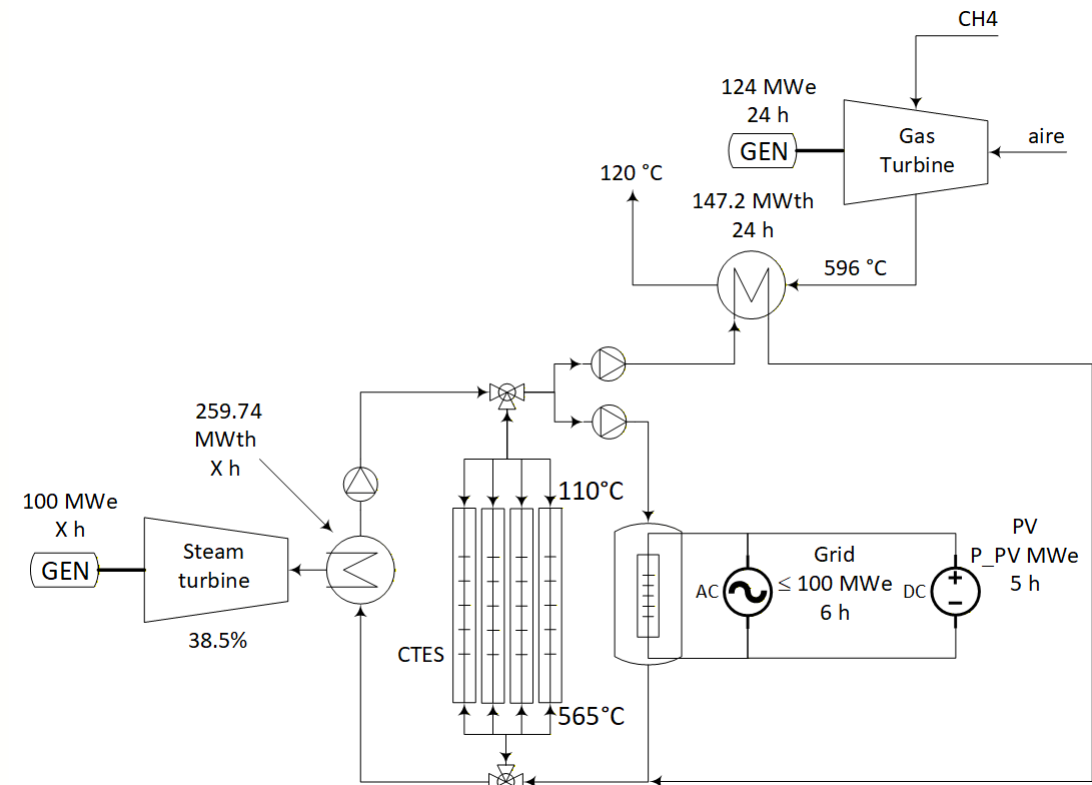 CH4
124 MWe
24 h
GEN
Gas
Turbine
aire
120 °C
147.2 MWth
24 h
596 °C
259.74
MWth
X h
100 MWe
X h
GEN
Steam
turbine
38.5%
110°C
CTES
565°C
Grid
≤ 100 MWe
6 h
AC
DC
PV
P_PV MWe
5 h